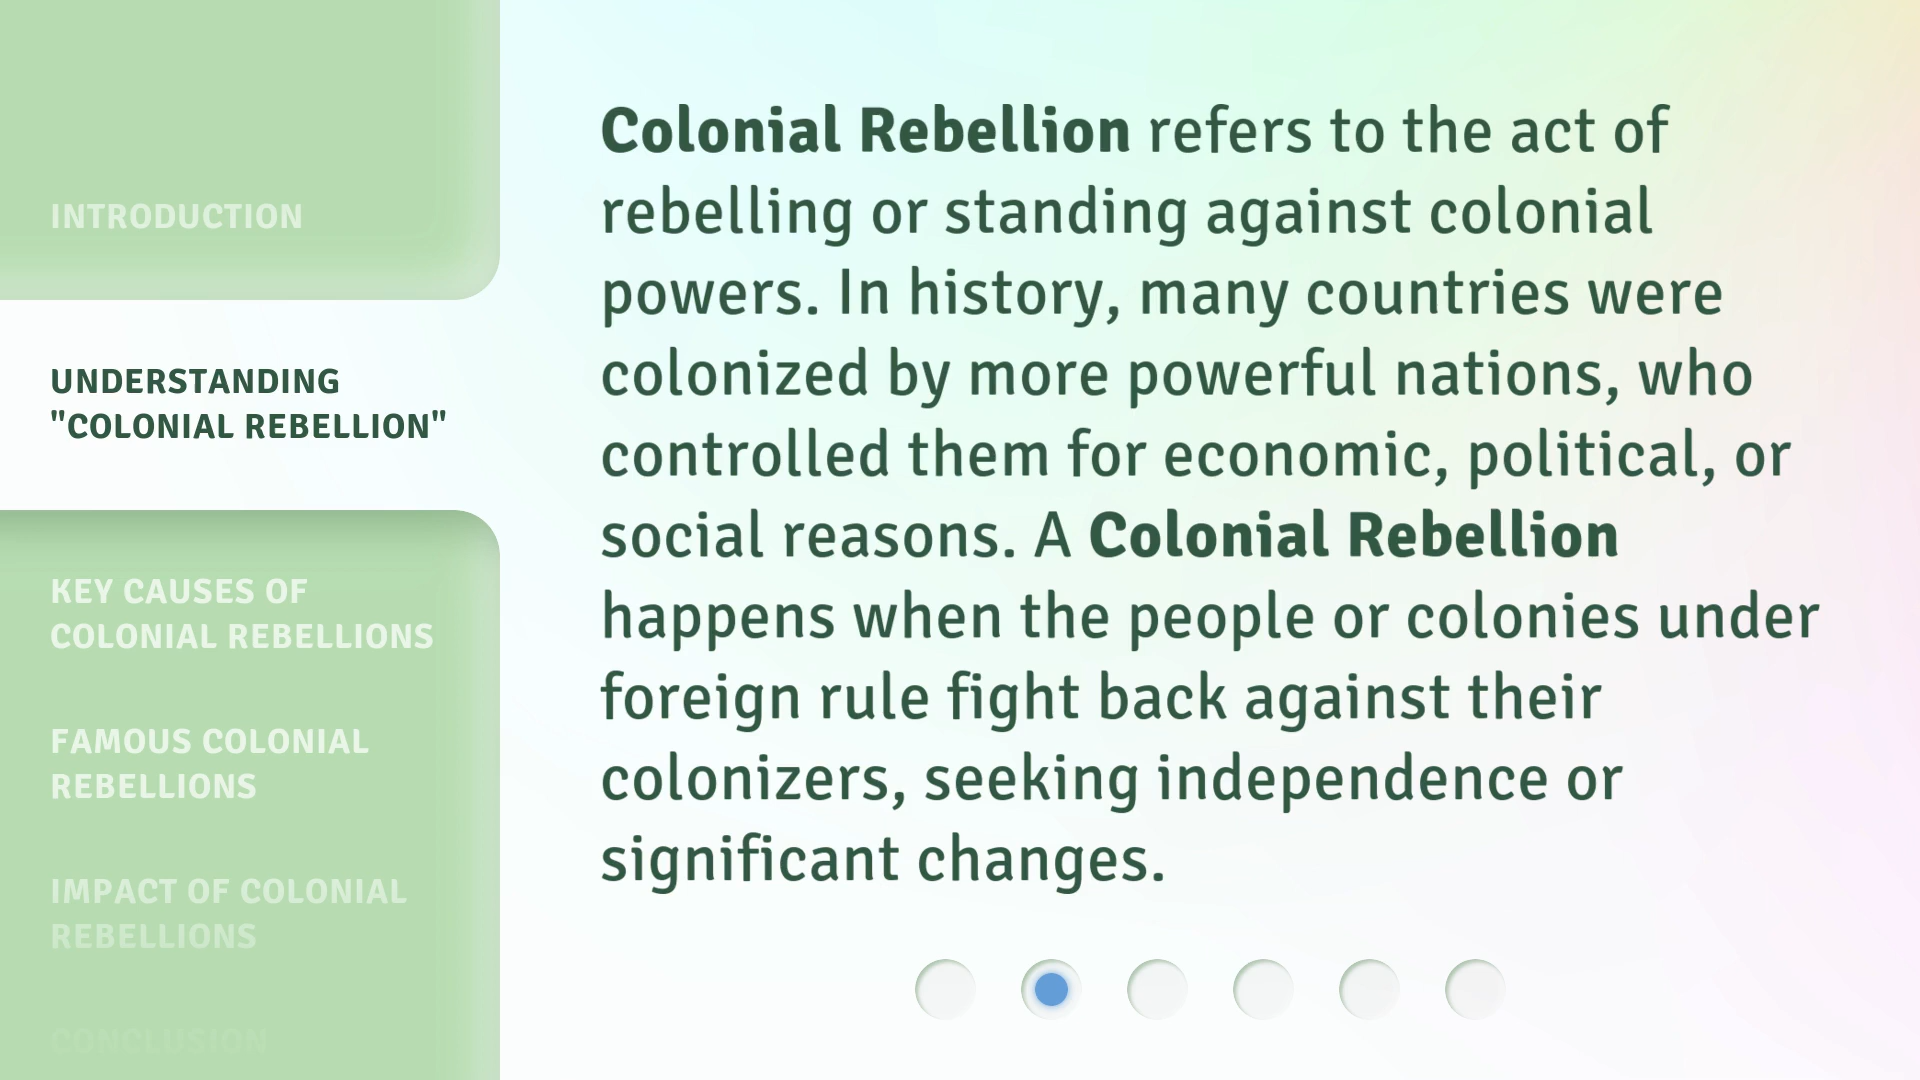 INTRODUCTION
UNDERSTANDING
"COLONIAL REBELLION"
KEY CAUSES OF
COLONIAL REBELLIONS
FAMOUS COLONIAL
REBELLIONS
IMPACT OF COLONIAL
REBELLIONS
CONCLUSION
Colonial Rebellion refers to the act of
rebelling or standing against colonial
powers. In history, many countries were
colonized by more powerful nations, who
controlled them for economic, political, or
social reasons. A Colonial Rebellion
happens when the people or colonies under
foreign rule fight back against their
colonizers, seeking independence or
significant changes.